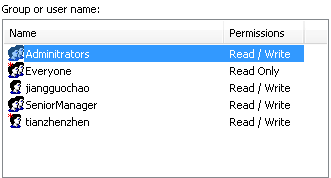 Group or user name:
Name Permissions
Adminitrators Read / Write
Everyone Read Only
jiangguochao Read / Write
SeniorManager Read / Write
tianzhenzhen Read / Write